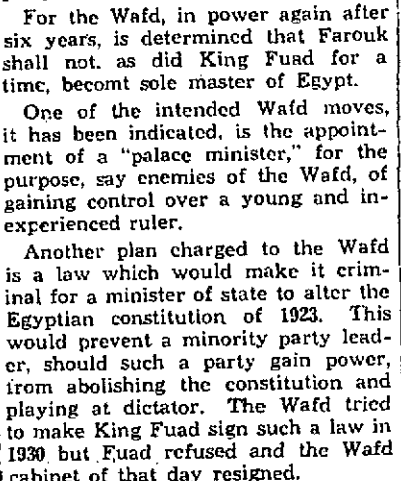 For the Wafd, in power again after
six years, is determined that Farouk
shall not. as did King Fuad for a
time, becomt sole master of Egypt.
One of the intended Wafd moves,
it has been indicated, is the appoint-
ment of a "palace minister," for the
purpose, say enemies of the Wafd, of
gaining control over a young and in-
experienced ruler.
Another plan charged to the Wafd
is a law which would make it crim-
inal for a minister of state to alter the
Egyptian constitution of 1923. This
would prevent a minority party lead-
er, should such a party gain power,
from abolishing the constitution and
playing at dictator. The Wafd tried
to make King Fuad sign such a law in
1930 but Fuad refused and the Wafd
cabinet of that day resigned.